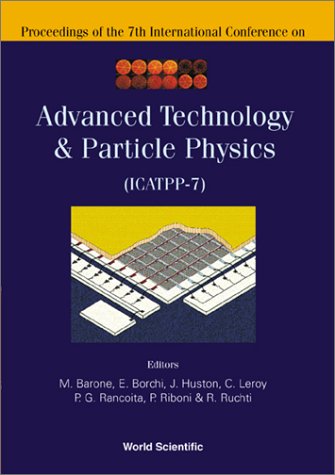 Proceedings of the 7th International Conference on
Advanced Technology
& Particle Physics
(ICATPP-7)
Editors
M. Barone, E. Borchi, J. Huston, C. Leroy
P. G. Rancoita, P. Riboni & R. Ruchti
World Scientific